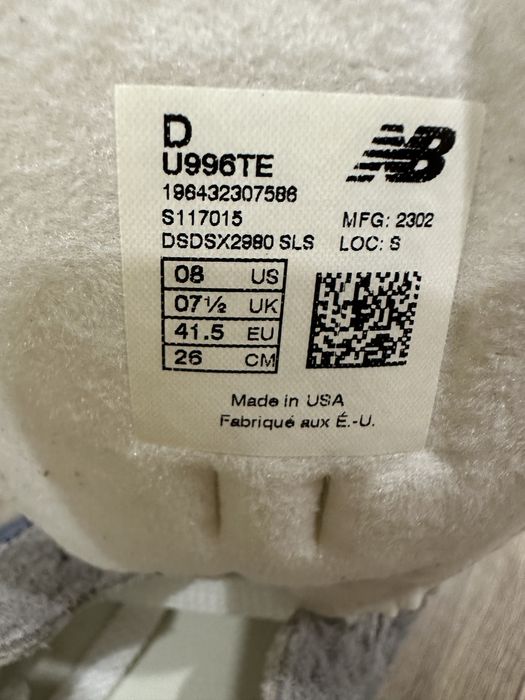 D
NB
U996TE
196432307586
S117015
MFG: 2302
DSDSX2980 SLS
LOC: S
08 US
07½ UK
41.5 EU
26 CM
Made in USA
Fabriqué aux É.-U.